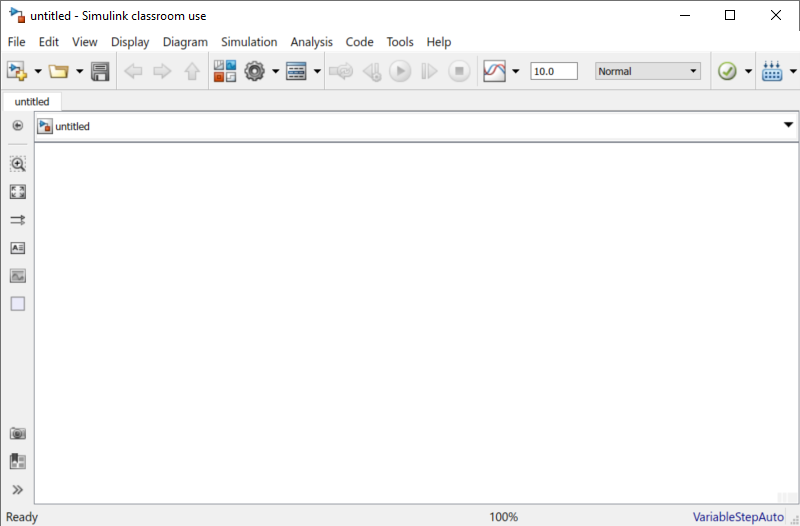 untitled - Simulink classroom use
File Edit View Display Diagram Simulation Analysis Code Tools Help
10.0 Normal
untitled
untitled
Ready 100% VariableStepAuto